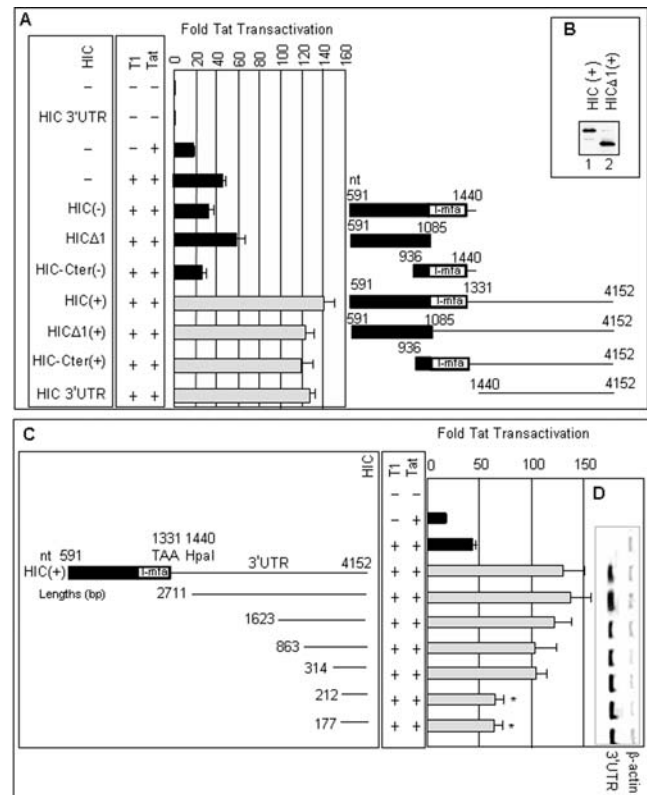 A
Fold Tat Transactivation
HIC
T1
Tat
0 20 40 60 80 100 120 140 160
– – –
HIC 3'UTR – –
– – +
– + +
HIC(-) + +
HICΔ1 + +
HIC-Cter(-) + +
HIC(+) + +
HICΔ1(+) + +
HIC-Cter(+) + +
HIC 3'UTR + +
nt
591 1440
I-mfa
591 1085
936 1440
I-mfa
591 1331 4152
I-mfa
591 1085 4152
936 4152
I-mfa
1440 4152
B
HIC (+)
HICΔ1(+)
1 2
C
Fold Tat Transactivation
HIC
T1
Tat
0 50 100 150
D
– –
– +
+ +
+ +
+ +
+ +
+ +
+ +
+ + *
+ + *
1331 1440
TAA HpaI
nt 591 3'UTR 4152
HIC(+) I-mfa
Lengths (bp) 2711
1623
863
314
212
177
3'UTR
β-actin